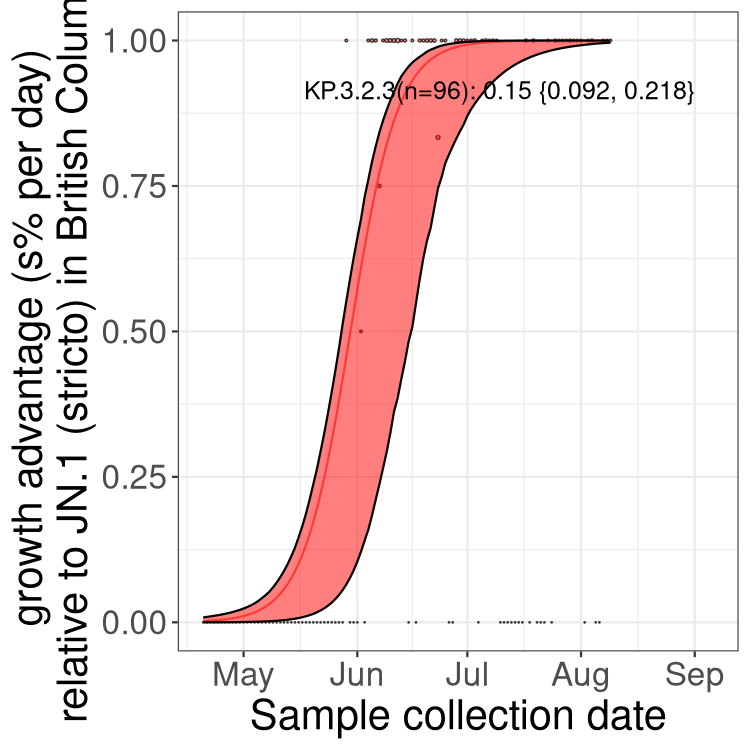 growth advantage (s% per day)
relative to JN.1 (stricto) in British Colum
1.00
0.75
0.50
0.25
0.00
KP.3.2.3(n=96): 0.15 {0.092, 0.218}
May Jun Jul Aug Sep
Sample collection date